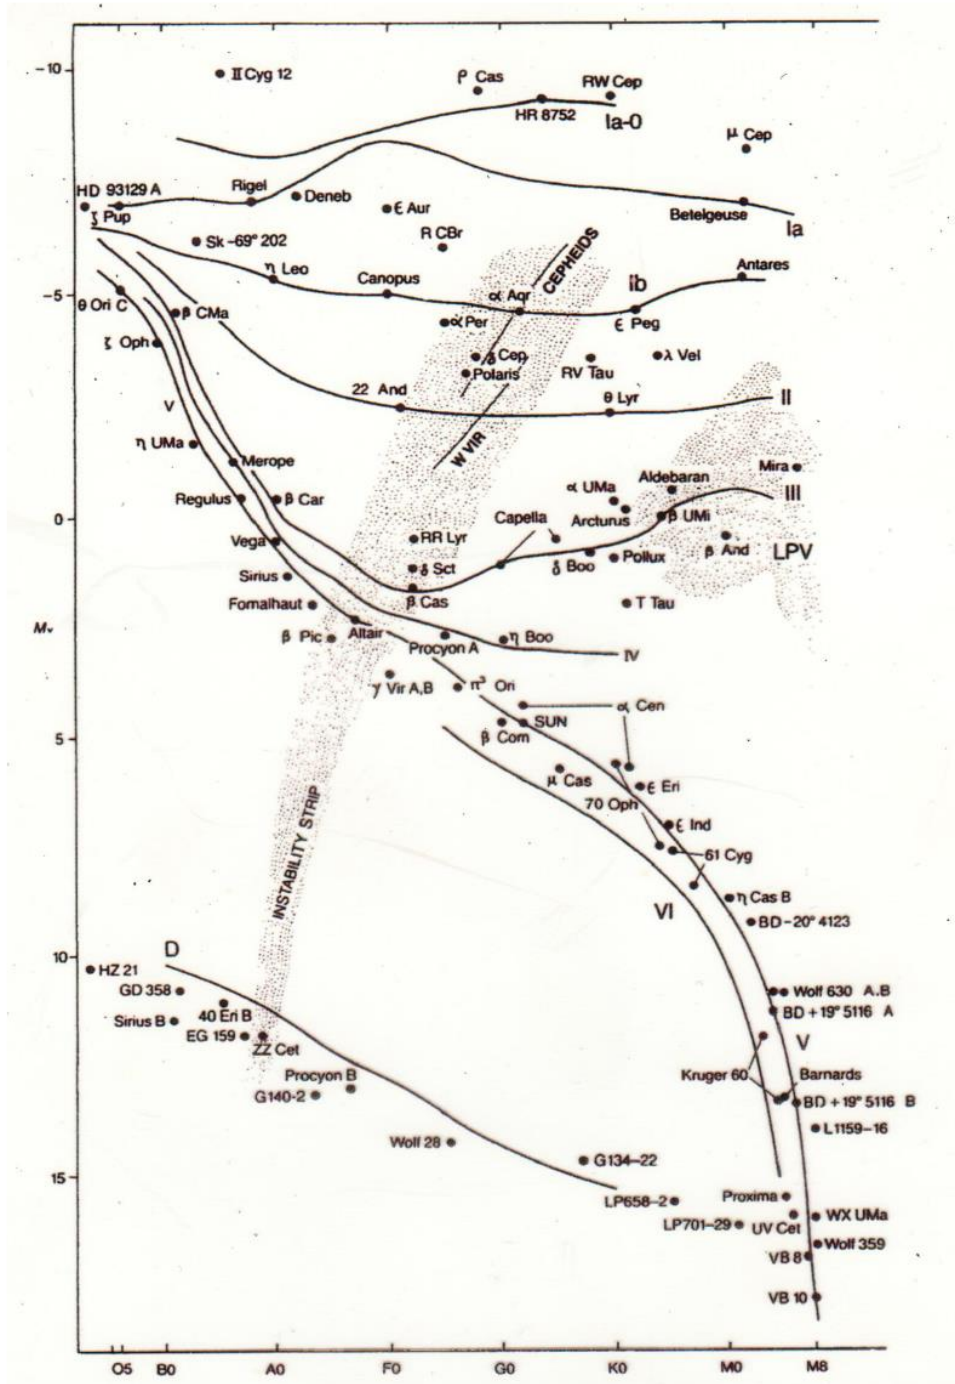 -10
II Cyg 12
ρ Cas
RW Cep
HR 8752
Ia-0
μ Cep
HD 93129 A
Rigel
Deneb
ζ Pup
ε Aur
Betelgeuse
Ia
Sk -69° 202
R CBr
CEPHEIDS
η Leo
Canopus
Ib
Antares
-5
α Aqr
θ Ori C
β CMa
α Per
ε Peg
ζ Oph
δ Cep
λ Vel
Polaris
RV Tau
22 And
θ Lyr
II
V
W VIR
η UMa
Merope
Mira
Aldebaran
α UMa
III
Regulus
β Car
Capella
Arcturus
β UMi
0
Vega
RR Lyr
β And
LPV
δ Sct
δ Boo
Pollux
Sirius
β Cas
Fomalhaut
T Tau
Mv
β Pic
Altair
Procyon A
η Boo
IV
γ Vir A,B
π³ Ori
α Cen
SUN
5
β Com
μ Cas
ε Eri
70 Oph
ε Ind
61 Cyg
INSTABILITY STRIP
η Cas B
VI
BD-20° 4123
D
10
HZ 21
GD 358
Wolf 630 A.B
40 Eri B
BD + 19° 5116 A
Sirius B
EG 159
ZZ Cet
V
Procyon B
Kruger 60
Barnards
G140-2
BD + 19° 5116 B
L1159-16
Wolf 28
G134-22
15
LP658-2
Proxima
LP701-29
UV Cet
WX UMa
Wolf 359
VB 8
VB 10
O5 B0 A0 F0 G0 K0 M0 M8